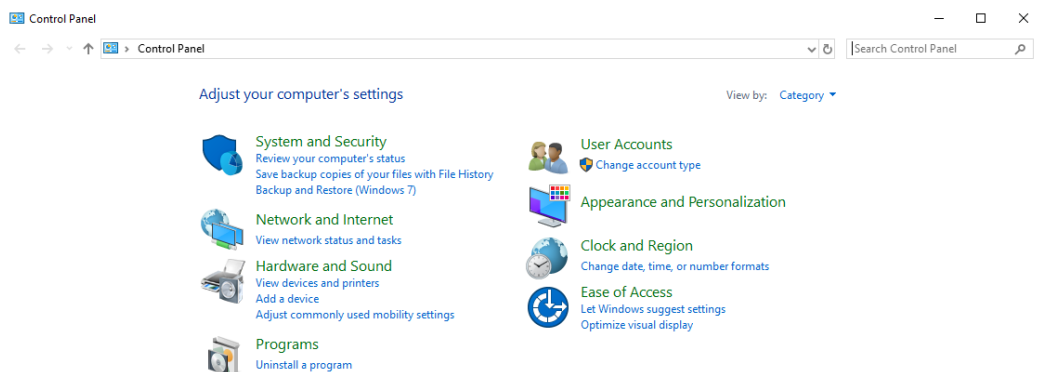 Control Panel
Control Panel
Search Control Panel
Adjust your computer's settings
View by: Category
System and Security
Review your computer's status
Save backup copies of your files with File History
Backup and Restore (Windows 7)
Network and Internet
View network status and tasks
Hardware and Sound
View devices and printers
Add a device
Adjust commonly used mobility settings
Programs
Uninstall a program
User Accounts
Change account type
Appearance and Personalization
Clock and Region
Change date, time, or number formats
Ease of Access
Let Windows suggest settings
Optimize visual display